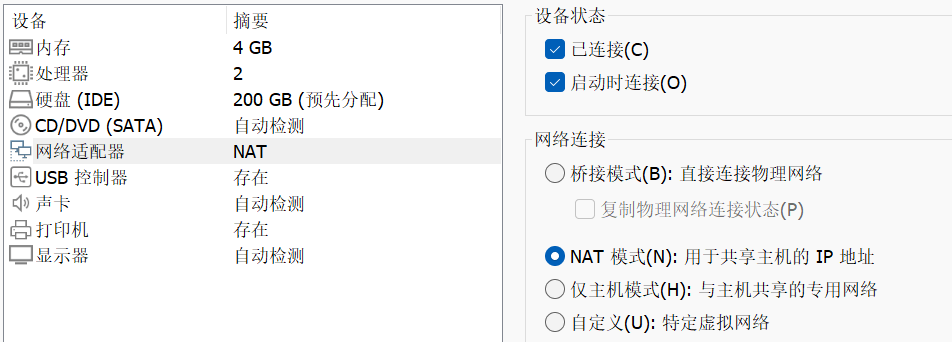 设备 摘要
内存 4 GB
处理器 2
硬盘 (IDE) 200 GB (预先分配)
CD/DVD (SATA) 自动检测
网络适配器 NAT
USB 控制器 存在
声卡 自动检测
打印机 存在
显示器 自动检测
设备状态
已连接(C)
启动时连接(O)
网络连接
桥接模式(B): 直接连接物理网络
复制物理网络连接状态(P)
NAT 模式(N): 用于共享主机的 IP 地址
仅主机模式(H): 与主机共享的专用网络
自定义(U): 特定虚拟网络